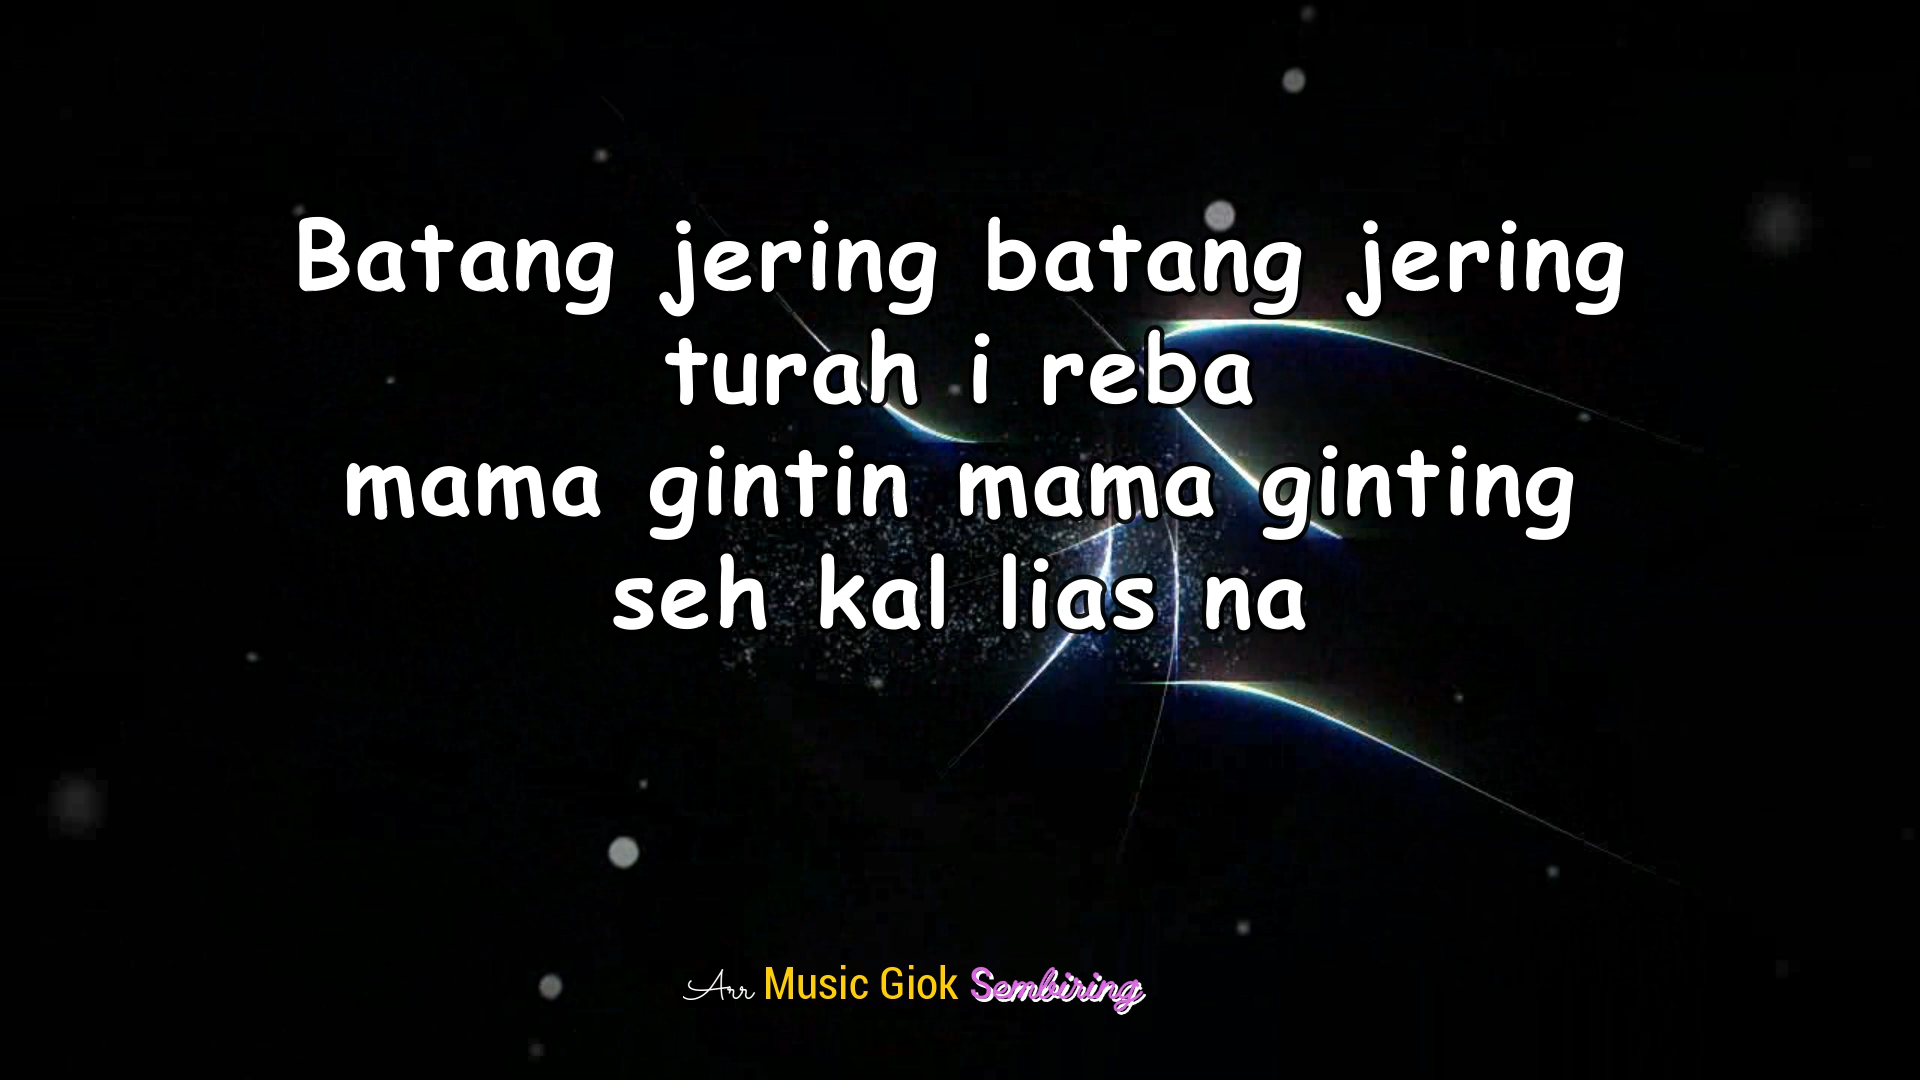 Batang jering batang jering
turah i reba
mama gintin mama ginting
seh kal lias na
Arr Music Giok Sembiring